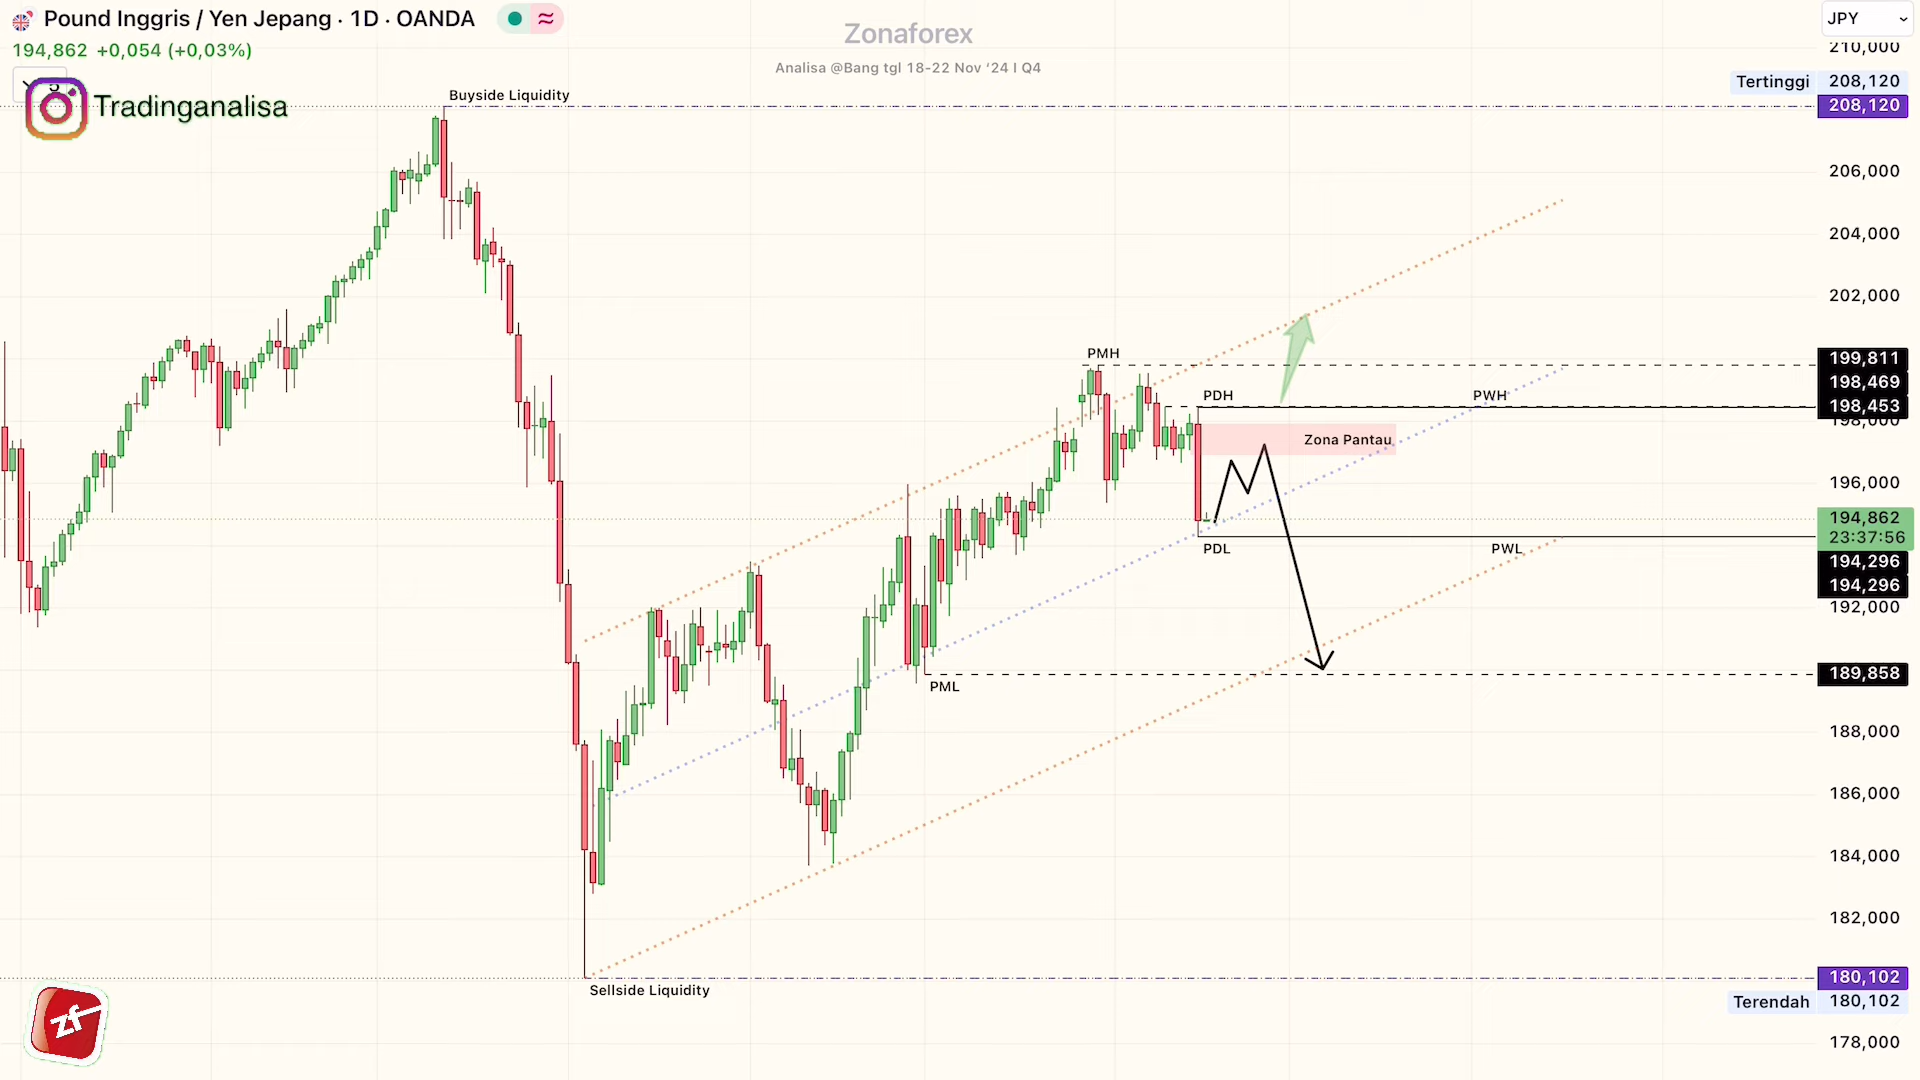 Pound Inggris / Yen Jepang · 1D · OANDA
194,862 +0,054 (+0,03%)
Tradinganalisa
Zonaforex
Analisa @Bang tgl 18-22 Nov ‘24 I Q4
JPY
210,000
Tertinggi 208,120
208,120
Buyside Liquidity
206,000
204,000
202,000
PMH
199,811
198,469
PDH
PWH
198,453
198,000
Zona Pantau
196,000
194,862
23:37:56
PDL
PWL
194,296
194,296
192,000
189,858
PML
188,000
186,000
184,000
182,000
180,102
Sellside Liquidity
Terendah 180,102
zf
178,000